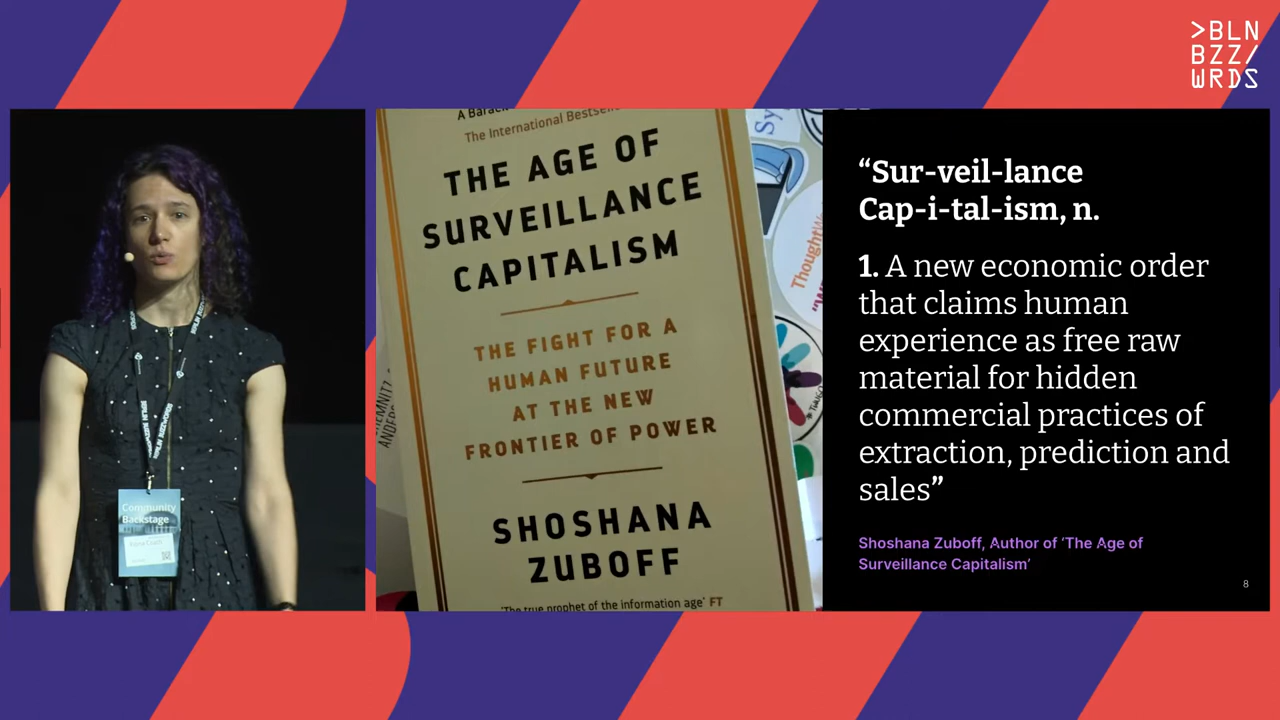 >BLN
BZZ/
WRDS
Community
Backstage
A Barack
The International Bestseller
THE AGE OF
SURVEILLANCE
CAPITALISM
THE FIGHT FOR A
HUMAN FUTURE
AT THE NEW
FRONTIER OF POWER
SHOSHANA
ZUBOFF
'The true prophet of the information age' FT
Sy
ThoughtW
“Sur-veil-lance
Cap-i-tal-ism, n.
1. A new economic order
that claims human
experience as free raw
material for hidden
commercial practices of
extraction, prediction and
sales”
Shoshana Zuboff, Author of ‘The Age of
Surveillance Capitalism’
8